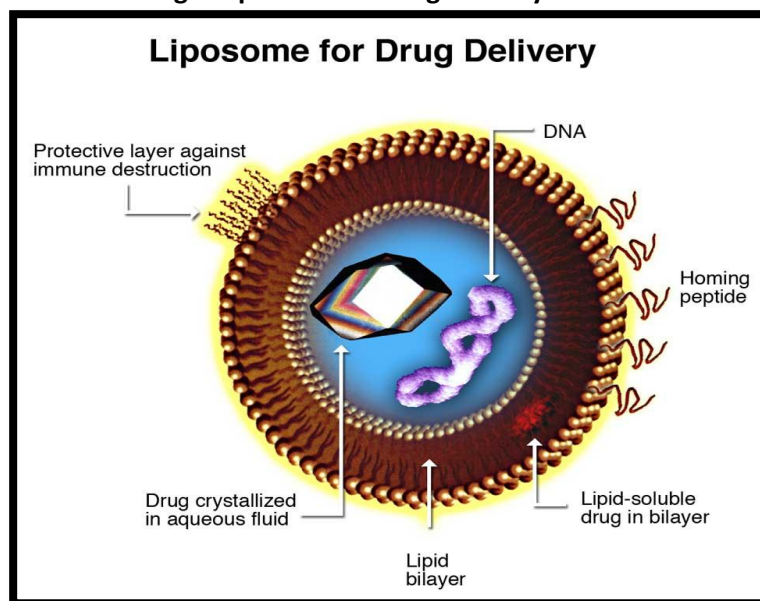 Liposome for Drug Delivery
DNA
Protective layer against
immune destruction
Homing
peptide
Drug crystallized
in aqueous fluid
Lipid-soluble
drug in bilayer
Lipid
bilayer